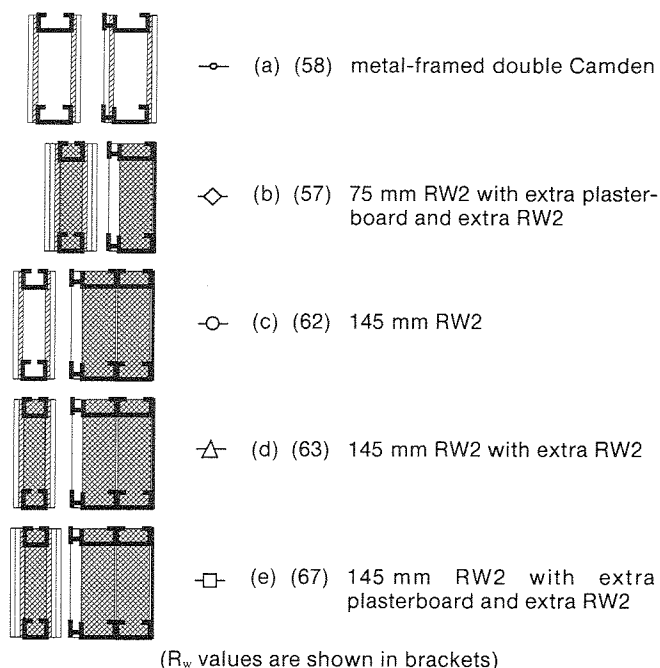 (a) (58) metal-framed double Camden
(b) (57) 75 mm RW2 with extra plaster-
board and extra RW2
(c) (62) 145 mm RW2
(d) (63) 145 mm RW2 with extra RW2
(e) (67) 145 mm RW2 with extra
plasterboard and extra RW2
(Rw values are shown in brackets)